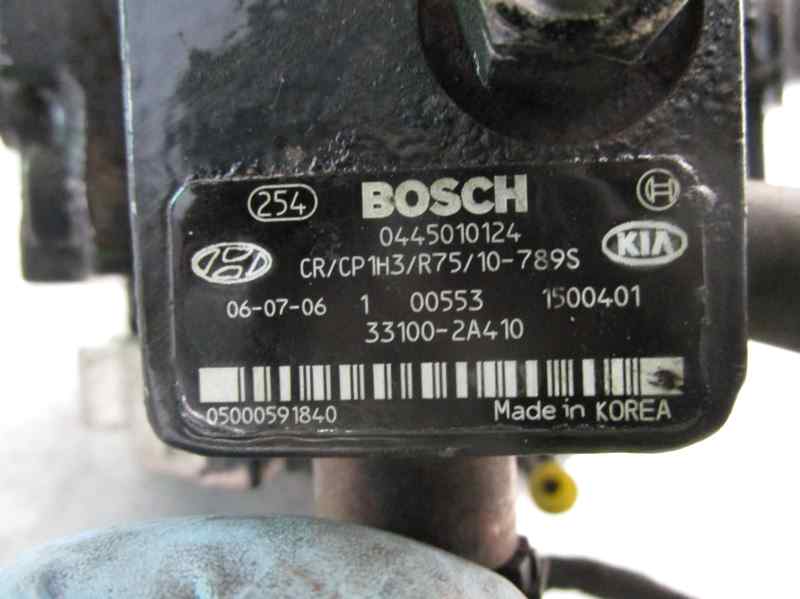 254 BOSCH
0445010124
KIA
CR/CP1H3/R75/10-789S
06-07-06 1 00553 1500401
33100-2A410
05000591840 Made in KOREA